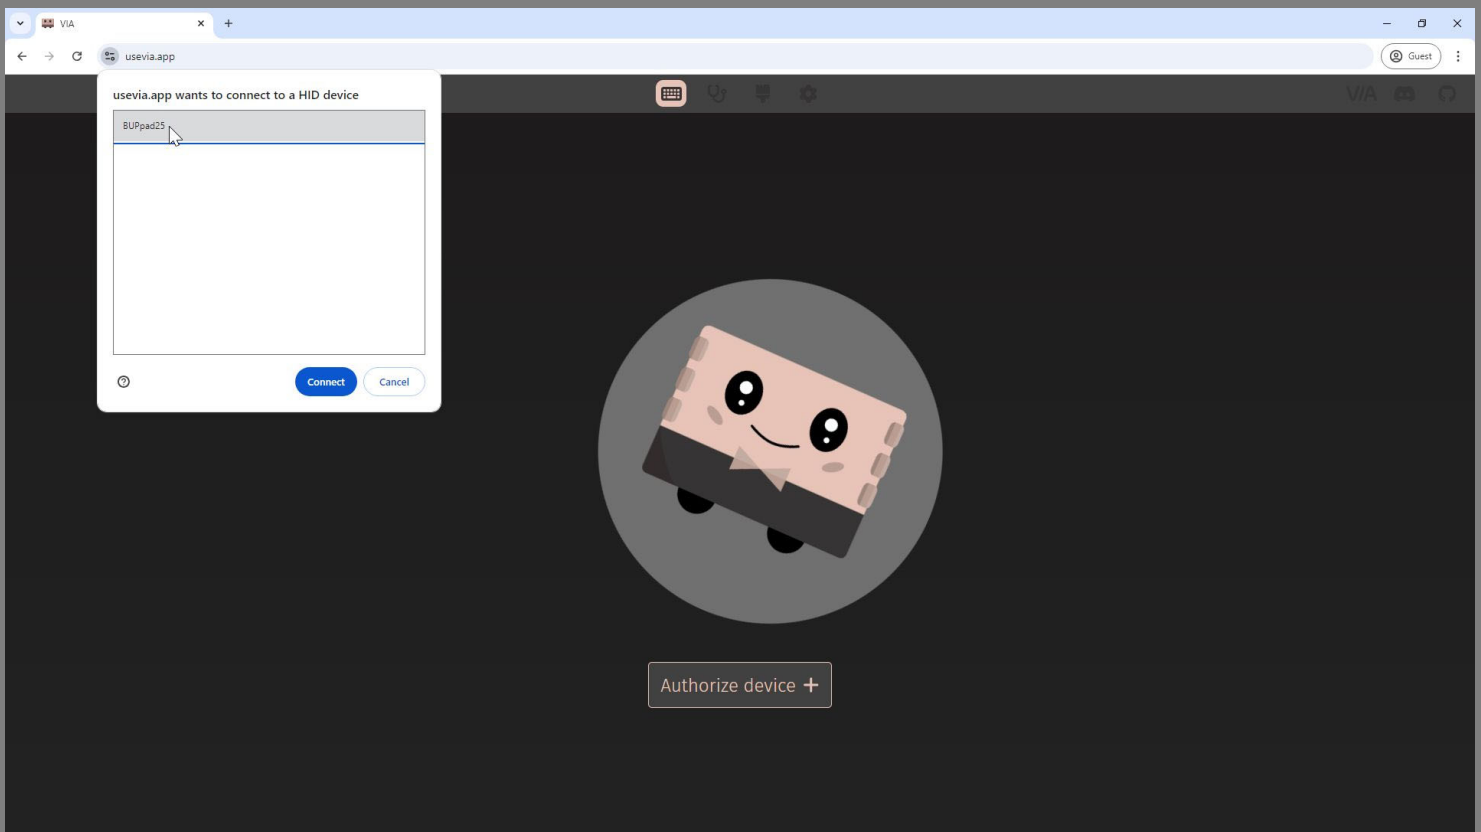 VIA
usevia.app
Guest
usevia.app wants to connect to a HID device
VIA
BUPpad25
Connect
Cancel
Authorize device +